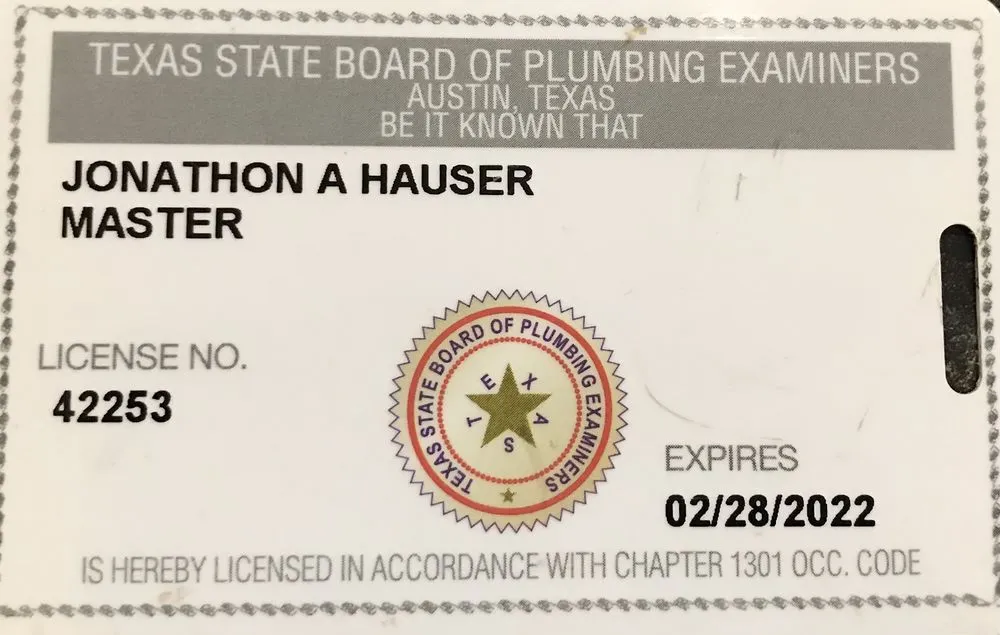 TEXAS STATE BOARD OF PLUMBING EXAMINERS
AUSTIN, TEXAS
BE IT KNOWN THAT
JONATHON A HAUSER
MASTER
LICENSE NO.
42253
TEXAS STATE BOARD OF PLUMBING EXAMINERS
TEXAS
EXPIRES
02/28/2022
IS HEREBY LICENSED IN ACCORDANCE WITH CHAPTER 1301 OCC. CODE